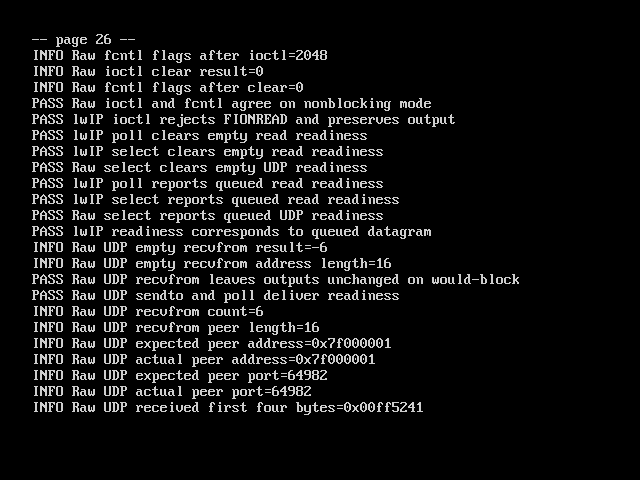 -- page 26 --
INFO Raw fcntl flags after ioctl=2048
INFO Raw ioctl clear result=0
INFO Raw fcntl flags after clear=0
PASS Raw ioctl and fcntl agree on nonblocking mode
PASS lwIP ioctl rejects FIONREAD and preserves output
PASS lwIP poll clears empty read readiness
PASS lwIP select clears empty read readiness
PASS Raw select clears empty UDP readiness
PASS lwIP poll reports queued read readiness
PASS lwIP select reports queued read readiness
PASS Raw select reports queued UDP readiness
PASS lwIP readiness corresponds to queued datagram
INFO Raw UDP empty recvfrom result=-6
INFO Raw UDP empty recvfrom address length=16
PASS Raw UDP recvfrom leaves outputs unchanged on would-block
PASS Raw UDP sendto and poll deliver readiness
INFO Raw UDP recvfrom count=6
INFO Raw UDP recvfrom peer length=16
INFO Raw UDP expected peer address=0x7f000001
INFO Raw UDP actual peer address=0x7f000001
INFO Raw UDP expected peer port=64982
INFO Raw UDP actual peer port=64982
INFO Raw UDP received first four bytes=0x00ff5241